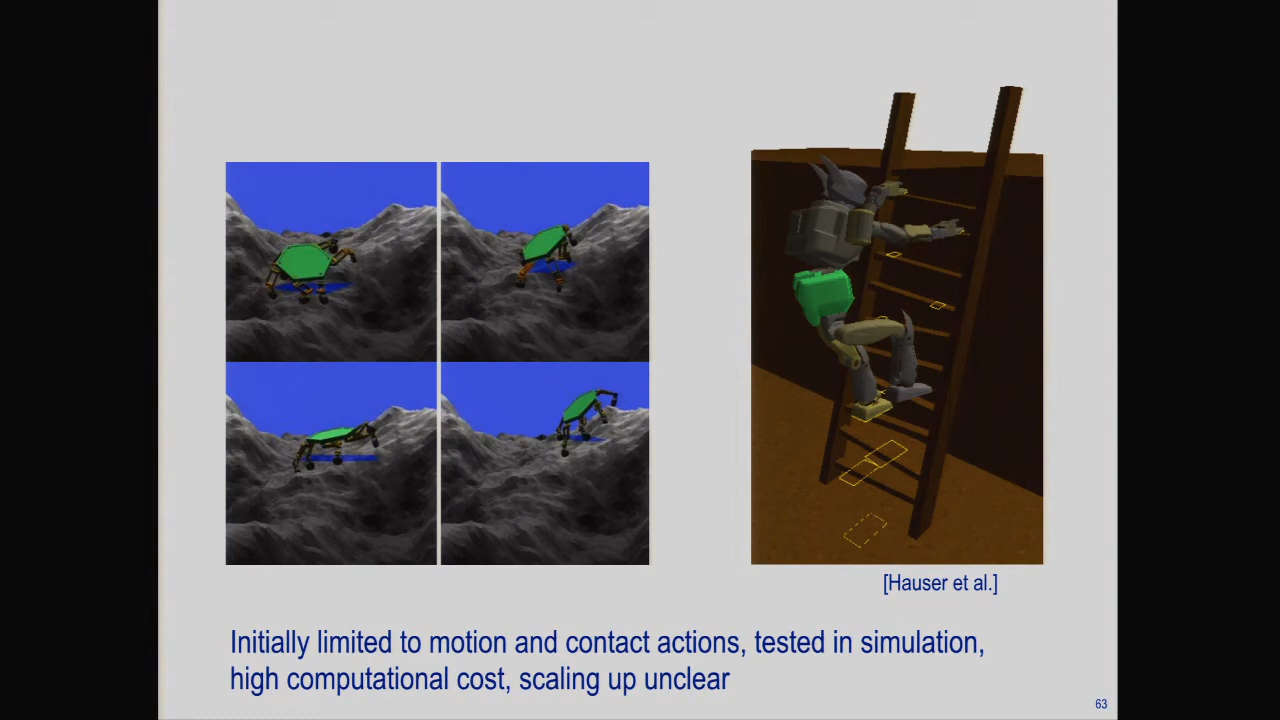 [Hauser et al.]
Initially limited to motion and contact actions, tested in simulation,
high computational cost, scaling up unclear
63